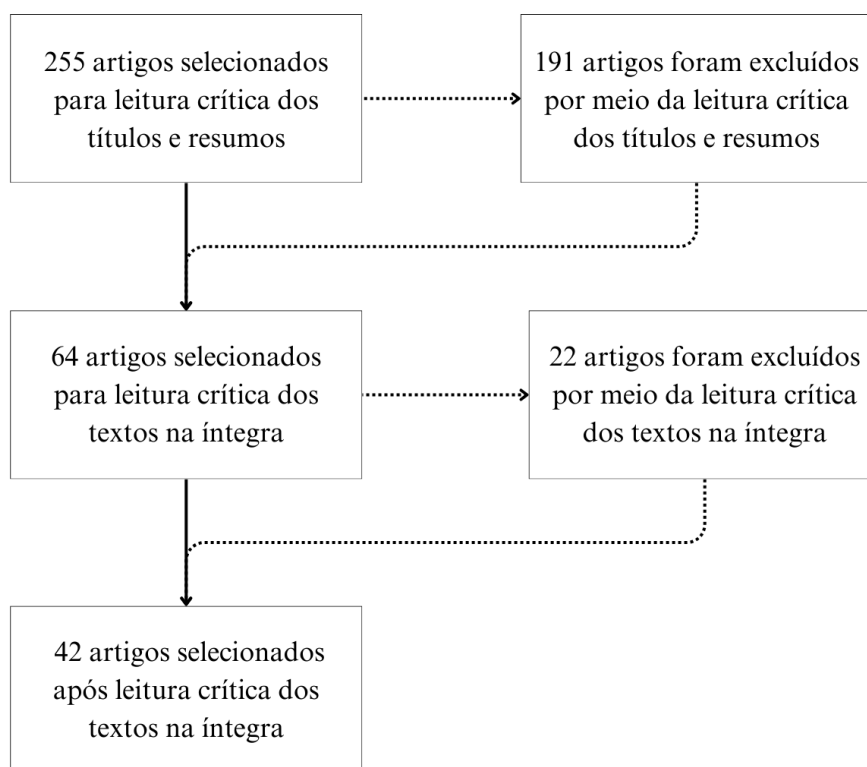 255 artigos selecionados
para leitura crítica dos
títulos e resumos
191 artigos foram excluídos
por meio da leitura crítica
dos títulos e resumos
64 artigos selecionados
para leitura crítica dos
textos na íntegra
22 artigos foram excluídos
por meio da leitura crítica
dos textos na íntegra
42 artigos selecionados
após leitura crítica dos
textos na íntegra